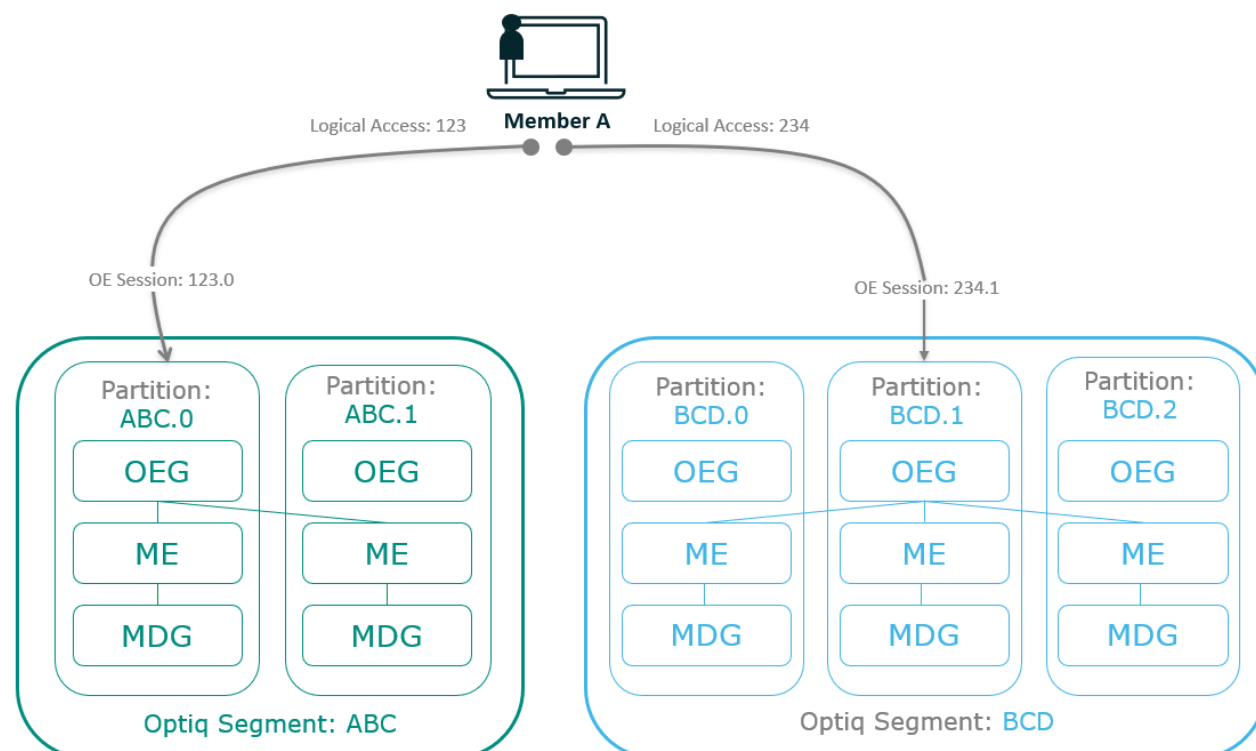 Member A
Logical Access: 123
Logical Access: 234
OE Session: 123.0
OE Session: 234.1
Partition:
ABC.0
OEG
ME
MDG
Partition:
ABC.1
OEG
ME
MDG
Optiq Segment: ABC
Partition:
BCD.0
OEG
ME
MDG
Partition:
BCD.1
OEG
ME
MDG
Partition:
BCD.2
OEG
ME
MDG
Optiq Segment: BCD